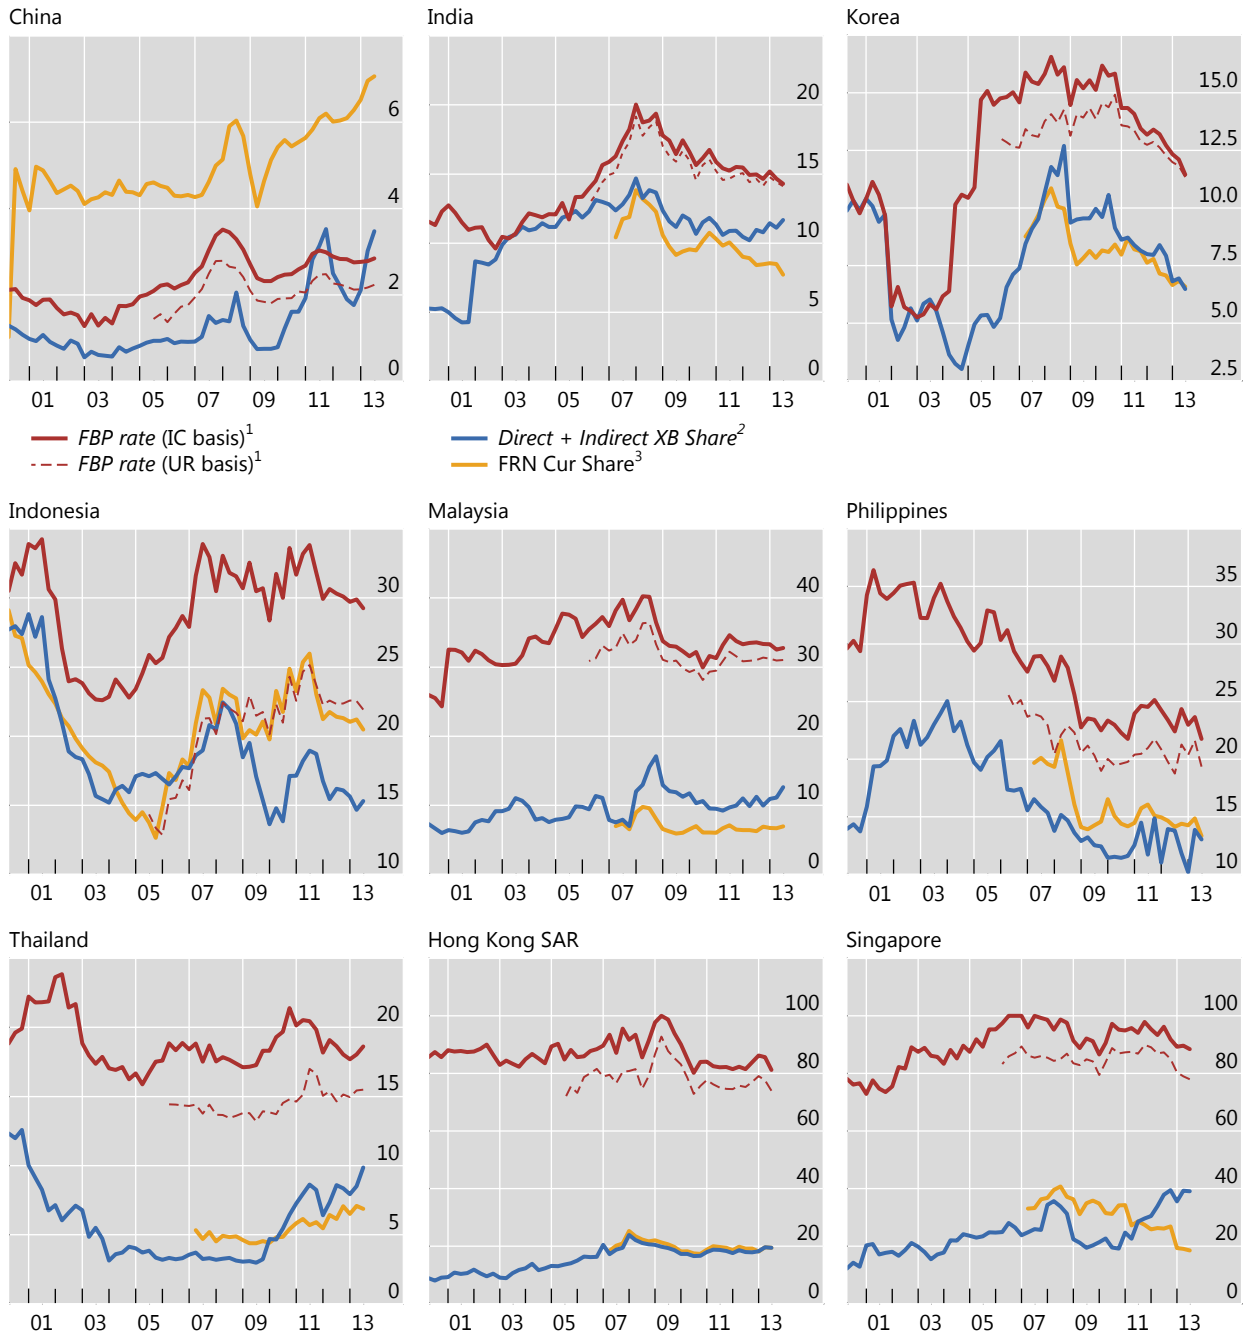 China
India
Korea
6
4
2
0
01 03 05 07 09 11 13
20
15
10
5
0
01 03 05 07 09 11 13
15.0
12.5
10.0
7.5
5.0
2.5
01 03 05 07 09 11 13
FBP rate (IC basis)¹
FBP rate (UR basis)¹
Direct + Indirect XB Share²
FRN Cur Share³
Indonesia
Malaysia
Philippines
30
25
20
15
10
01 03 05 07 09 11 13
40
30
20
10
0
01 03 05 07 09 11 13
35
30
25
20
15
10
01 03 05 07 09 11 13
Thailand
Hong Kong SAR
Singapore
20
15
10
5
0
01 03 05 07 09 11 13
100
80
60
40
20
0
01 03 05 07 09 11 13
100
80
60
40
20
0
01 03 05 07 09 11 13